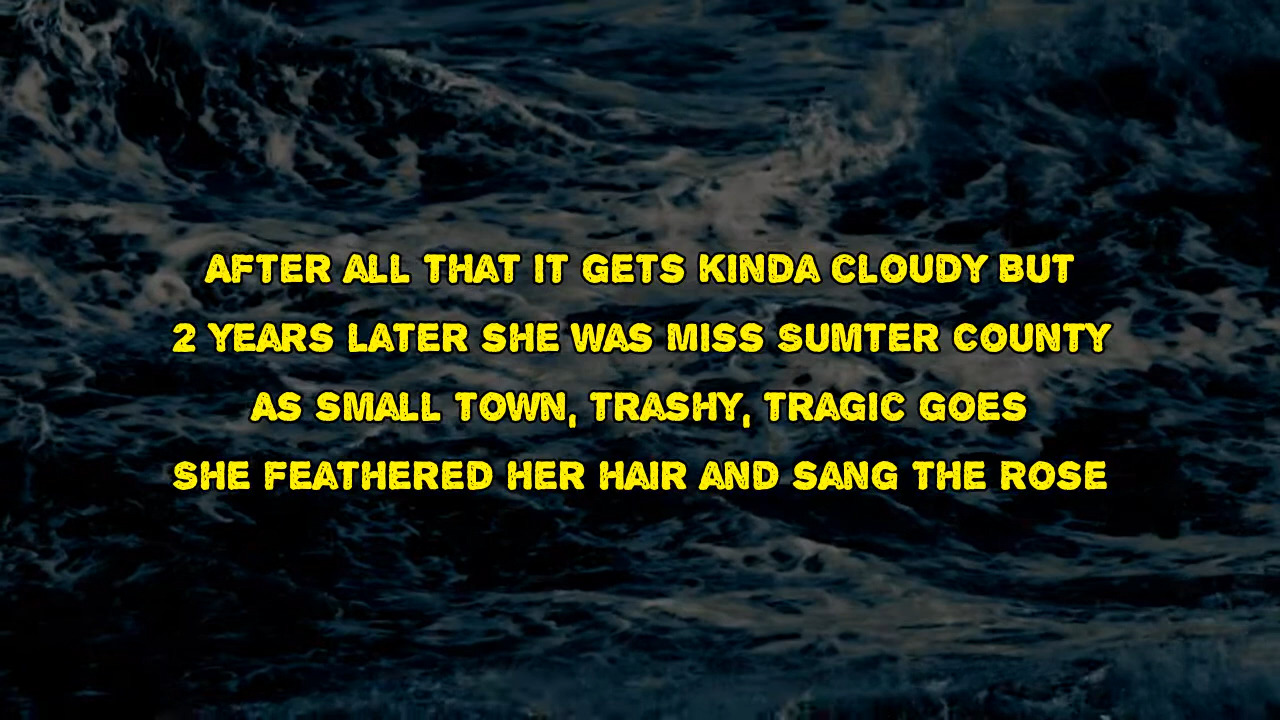 AFTER ALL THAT IT GETS KINDA CLOUDY BUT
2 YEARS LATER SHE WAS MISS SUMTER COUNTY
AS SMALL TOWN, TRASHY, TRAGIC GOES
SHE FEATHERED HER HAIR AND SANG THE ROSE